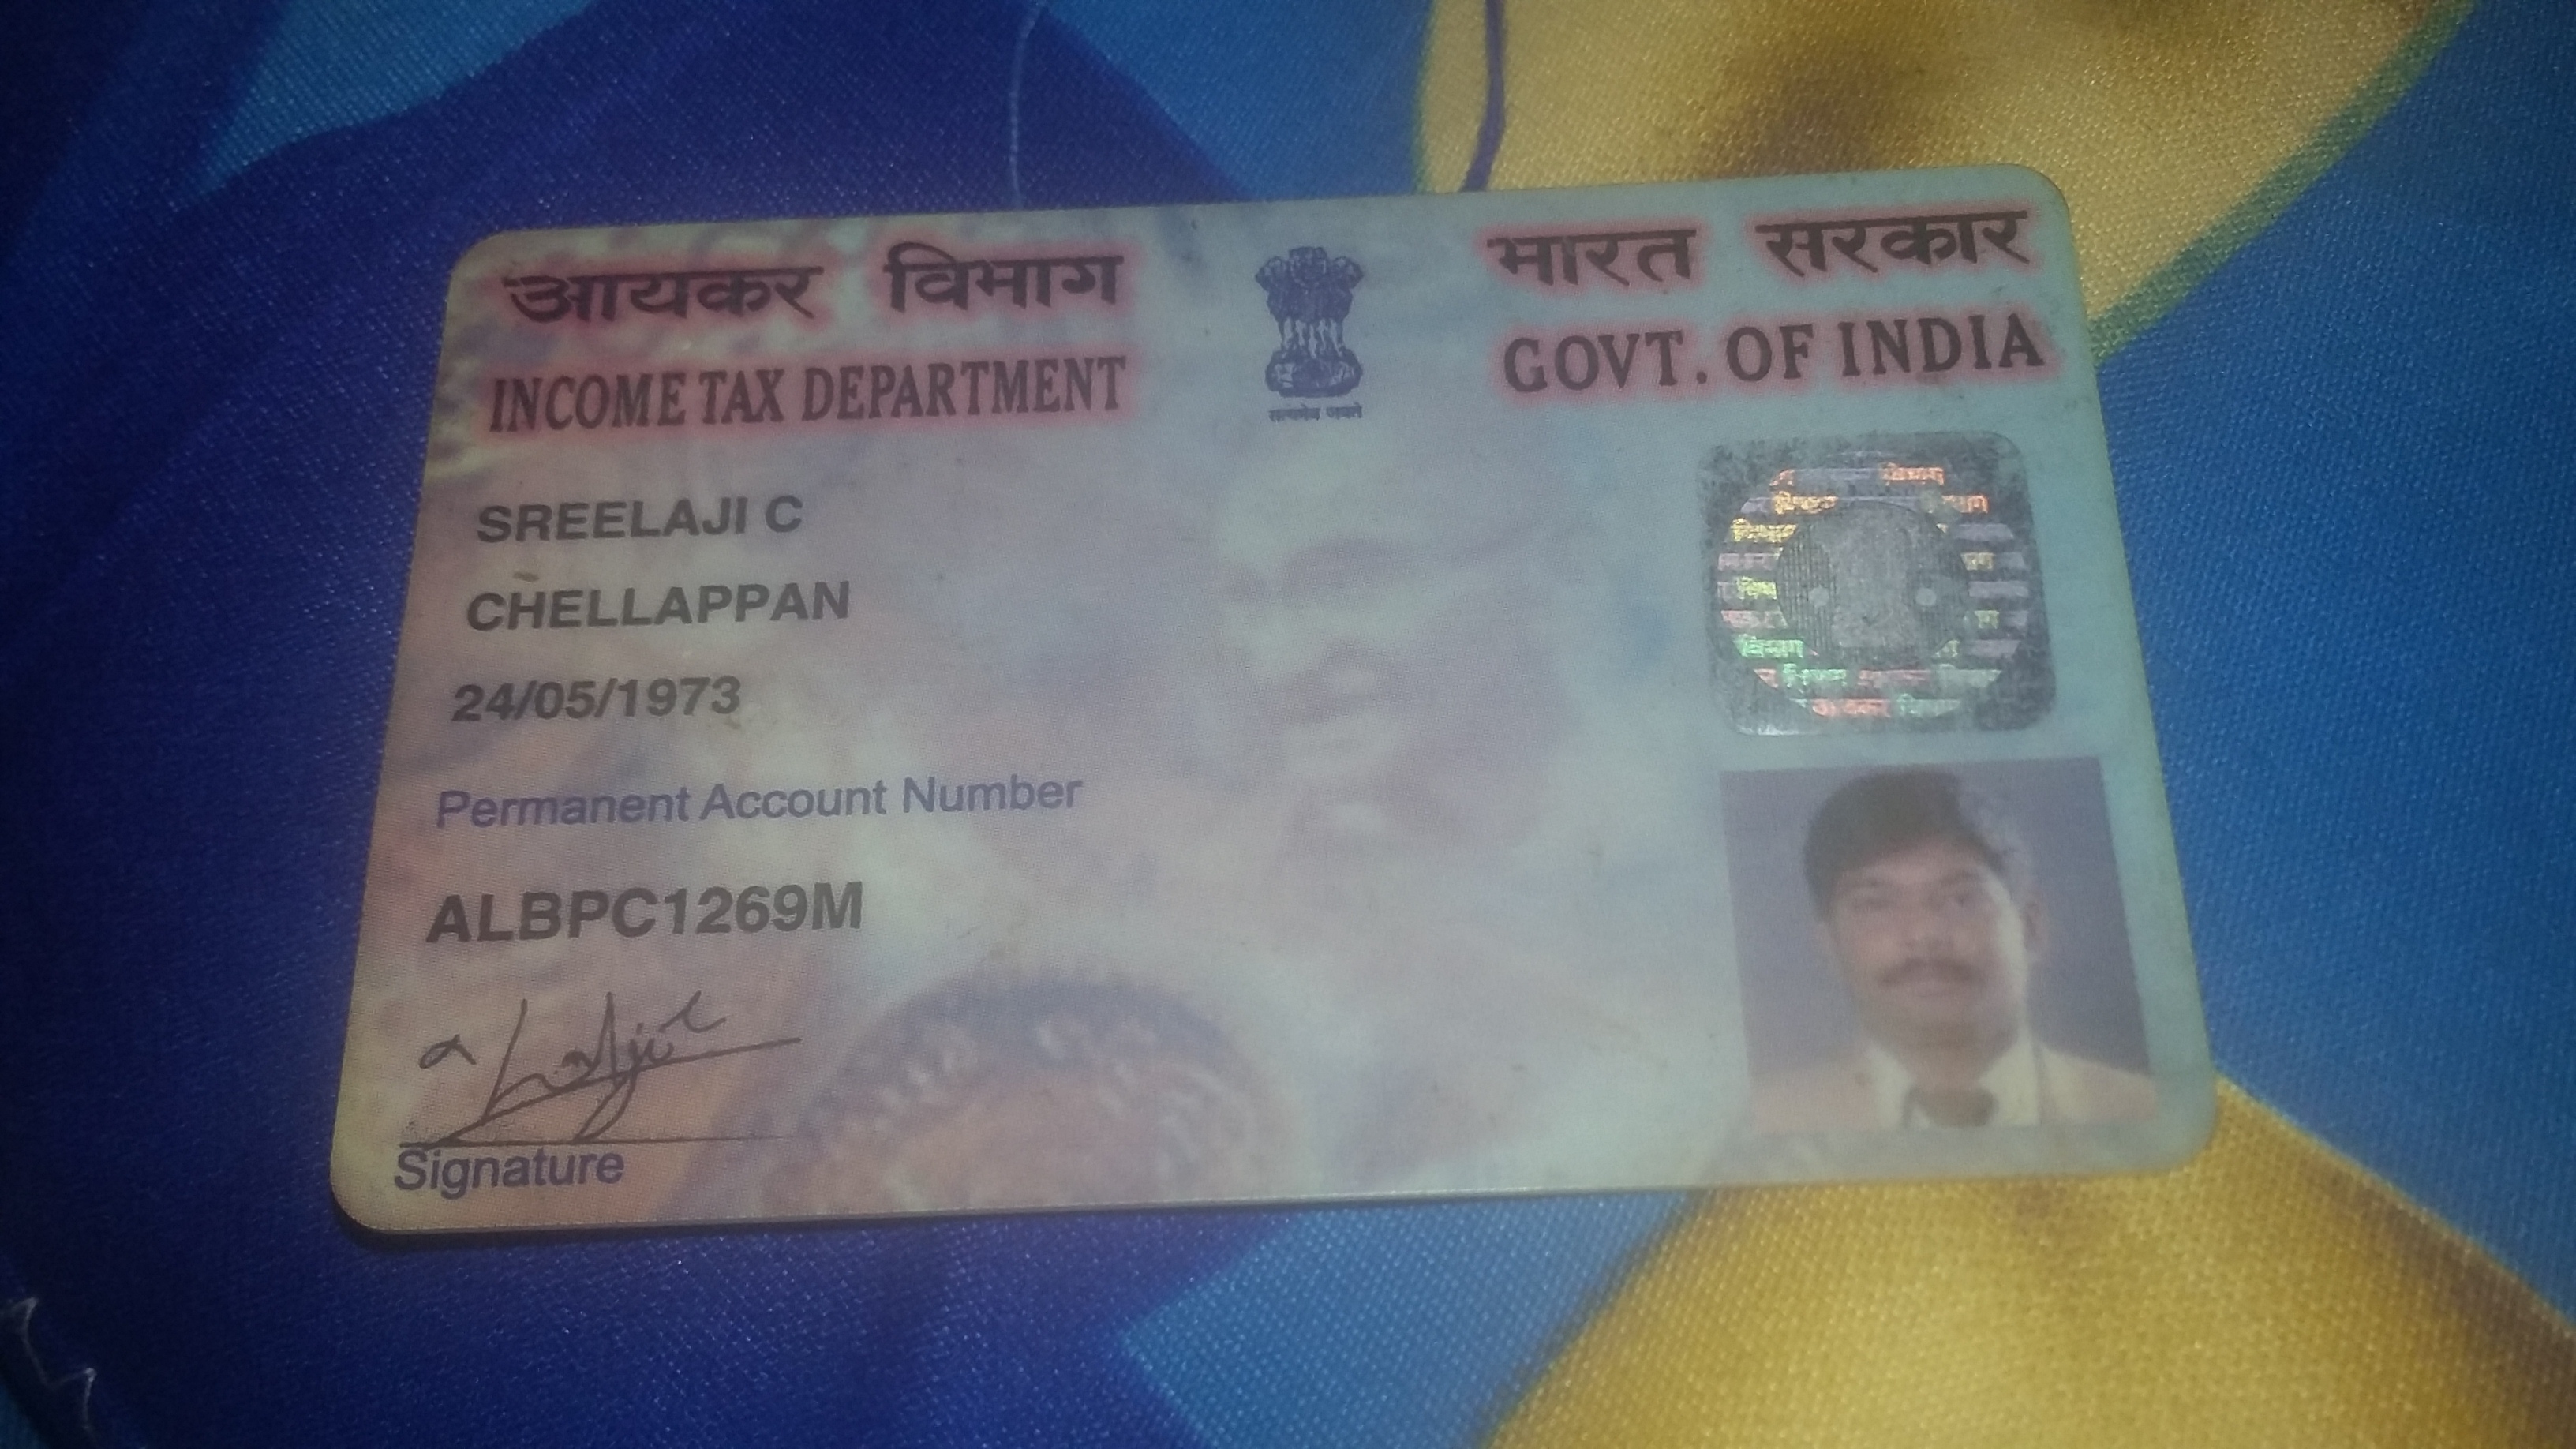 आयकर विभाग
INCOME TAX DEPARTMENT
भारत सरकार
GOVT. OF INDIA
सत्यमेव जयते
SREELAJI C
CHELLAPPAN
24/05/1973
Permanent Account Number
ALBPC1269M
Signature